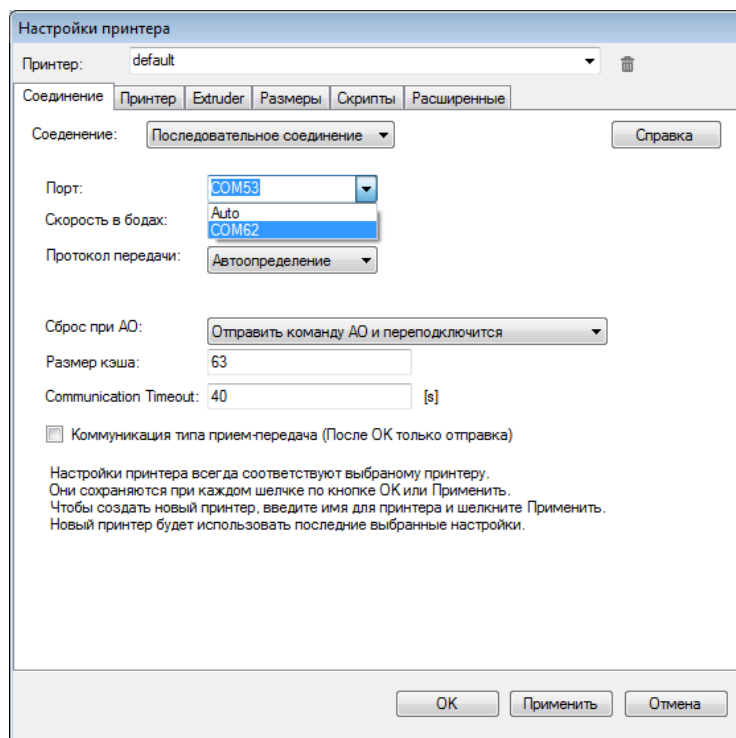 Настройки принтера
Принтер: default
Соединение Принтер Extruder Размеры Скрипты Расширенные
Соеденение: Последовательное соединение Справка
Порт: COM53
Auto
Скорость в бодах: COM62
Протокол передачи: Автоопределение
Сброс при АО: Отправить команду АО и переподключится
Размер кэша: 63
Communication Timeout: 40 [s]
Коммуникация типа прием-передача (После ОК только отправка)
Настройки принтера всегда соответствуют выбраному принтеру.
Они сохраняются при каждом шелчке по кнопке ОК или Применить.
Чтобы создать новый принтер, введите имя для принтера и шелкните Применить.
Новый принтер будет использовать последние выбранные настройки.
ОК Применить Отмена